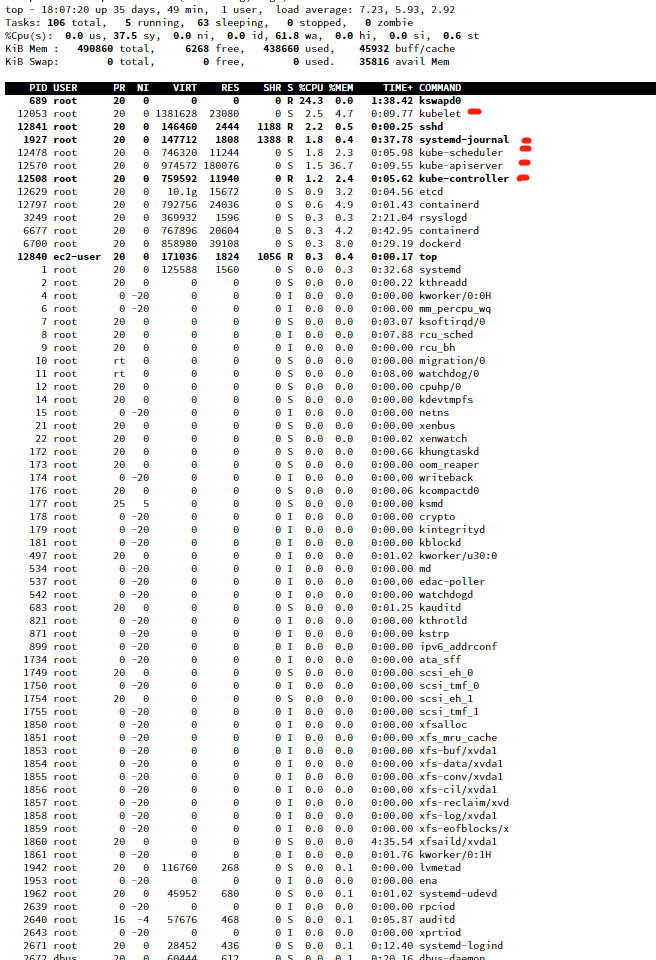 top - 18:07:20 up 35 days, 49 min, 1 user, load average: 7.23, 5.93, 2.92
Tasks: 106 total, 5 running, 63 sleeping, 0 stopped, 0 zombie
%Cpu(s): 0.0 us, 37.5 sy, 0.0 ni, 0.0 id, 61.8 wa, 0.0 hi, 0.0 si, 0.6 st
KiB Mem : 490860 total, 6268 free, 438660 used, 45932 buff/cache
KiB Swap: 0 total, 0 free, 0 used. 35816 avail Mem
PID USER PR NI VIRT RES SHR S %CPU %MEM TIME+ COMMAND
689 root 20 0 0 0 0 R 24.3 0.0 1:38.42 kswapd0
12053 root 20 0 1381628 23080 0 S 2.5 4.7 0:09.77 kubelet
12841 root 20 0 146460 2444 1188 R 2.2 0.5 0:00.25 sshd
1927 root 20 0 147712 1808 1388 R 1.8 0.4 0:37.78 systemd-journal
12478 root 20 0 746320 11244 0 S 1.8 2.3 0:05.98 kube-scheduler
12570 root 20 0 974572 180076 0 S 1.5 36.7 0:09.55 kube-apiserver
12508 root 20 0 759592 11940 0 R 1.2 2.4 0:05.62 kube-controller
12629 root 20 0 10.1g 15672 0 S 0.9 3.2 0:04.56 etcd
12797 root 20 0 792756 24036 0 S 0.6 4.9 0:01.43 containerd
3249 root 20 0 369932 1596 0 S 0.3 0.3 2:21.04 rsyslogd
6677 root 20 0 767896 20604 0 S 0.3 4.2 0:42.95 containerd
6700 root 20 0 858980 39108 0 S 0.3 8.0 0:29.19 dockerd
12840 ec2-user 20 0 171036 1824 1056 R 0.3 0.4 0:00.17 top
1 root 20 0 125588 1560 0 S 0.0 0.3 0:32.68 systemd
2 root 20 0 0 0 0 S 0.0 0.0 0:00.22 kthreadd
4 root 0 -20 0 0 0 I 0.0 0.0 0:00.00 kworker/0:0H
6 root 0 -20 0 0 0 I 0.0 0.0 0:00.00 mm_percpu_wq
7 root 20 0 0 0 0 S 0.0 0.0 0:03.07 ksoftirqd/0
8 root 20 0 0 0 0 I 0.0 0.0 0:07.88 rcu_sched
9 root 20 0 0 0 0 I 0.0 0.0 0:00.00 rcu_bh
10 root rt 0 0 0 0 S 0.0 0.0 0:00.00 migration/0
11 root rt 0 0 0 0 S 0.0 0.0 0:08.00 watchdog/0
12 root 20 0 0 0 0 S 0.0 0.0 0:00.00 cpuhp/0
14 root 20 0 0 0 0 S 0.0 0.0 0:00.00 kdevtmpfs
15 root 0 -20 0 0 0 I 0.0 0.0 0:00.00 netns
21 root 20 0 0 0 0 S 0.0 0.0 0:00.00 xenbus
22 root 20 0 0 0 0 S 0.0 0.0 0:00.02 xenwatch
172 root 20 0 0 0 0 S 0.0 0.0 0:00.66 khungtaskd
173 root 20 0 0 0 0 S 0.0 0.0 0:00.00 oom_reaper
174 root 0 -20 0 0 0 I 0.0 0.0 0:00.00 writeback
176 root 20 0 0 0 0 S 0.0 0.0 0:00.06 kcompactd0
177 root 25 5 0 0 0 S 0.0 0.0 0:00.00 ksmd
178 root 0 -20 0 0 0 I 0.0 0.0 0:00.00 crypto
179 root 0 -20 0 0 0 I 0.0 0.0 0:00.00 kintegrityd
181 root 0 -20 0 0 0 I 0.0 0.0 0:00.00 kblockd
497 root 20 0 0 0 0 I 0.0 0.0 0:01.02 kworker/u30:0
534 root 0 -20 0 0 0 I 0.0 0.0 0:00.00 md
537 root 0 -20 0 0 0 I 0.0 0.0 0:00.00 edac-poller
542 root 0 -20 0 0 0 I 0.0 0.0 0:00.00 watchdogd
683 root 20 0 0 0 0 S 0.0 0.0 0:01.25 kauditd
821 root 0 -20 0 0 0 I 0.0 0.0 0:00.00 kthrotld
871 root 0 -20 0 0 0 I 0.0 0.0 0:00.00 kstrp
899 root 0 -20 0 0 0 I 0.0 0.0 0:00.00 ipv6_addrconf
1734 root 0 -20 0 0 0 I 0.0 0.0 0:00.00 ata_sff
1749 root 20 0 0 0 0 S 0.0 0.0 0:00.00 scsi_eh_0
1750 root 0 -20 0 0 0 I 0.0 0.0 0:00.00 scsi_tmf_0
1754 root 20 0 0 0 0 S 0.0 0.0 0:00.00 scsi_eh_1
1755 root 0 -20 0 0 0 I 0.0 0.0 0:00.00 scsi_tmf_1
1850 root 0 -20 0 0 0 I 0.0 0.0 0:00.00 xfsalloc
1851 root 0 -20 0 0 0 I 0.0 0.0 0:00.00 xfs_mru_cache
1853 root 0 -20 0 0 0 I 0.0 0.0 0:00.00 xfs-buf/xvda1
1854 root 0 -20 0 0 0 I 0.0 0.0 0:00.00 xfs-data/xvda1
1855 root 0 -20 0 0 0 I 0.0 0.0 0:00.00 xfs-conv/xvda1
1856 root 0 -20 0 0 0 I 0.0 0.0 0:00.00 xfs-cil/xvda1
1857 root 0 -20 0 0 0 I 0.0 0.0 0:00.00 xfs-reclaim/xvd
1858 root 0 -20 0 0 0 I 0.0 0.0 0:00.00 xfs-log/xvda1
1859 root 0 -20 0 0 0 I 0.0 0.0 0:00.00 xfs-eofblocks/x
1860 root 20 0 0 0 0 S 0.0 0.0 4:35.54 xfsaild/xvda1
1861 root 0 -20 0 0 0 I 0.0 0.0 0:01.76 kworker/0:1H
1942 root 20 0 116760 268 0 S 0.0 0.1 0:00.00 lvmetad
1953 root 0 -20 0 0 0 I 0.0 0.0 0:00.00 ena
1962 root 20 0 45952 680 0 S 0.0 0.1 0:01.02 systemd-udevd
2639 root 0 -20 0 0 0 I 0.0 0.0 0:00.00 rpciod
2640 root 16 -4 57676 468 0 S 0.0 0.1 0:05.87 auditd
2643 root 0 -20 0 0 0 I 0.0 0.0 0:00.00 xprtiod
2671 root 20 0 28452 436 0 S 0.0 0.1 0:12.40 systemd-logind
2672 dbus 20 0 60444 612 0 S 0.0 0.1 0:20.16 dbus-daemon